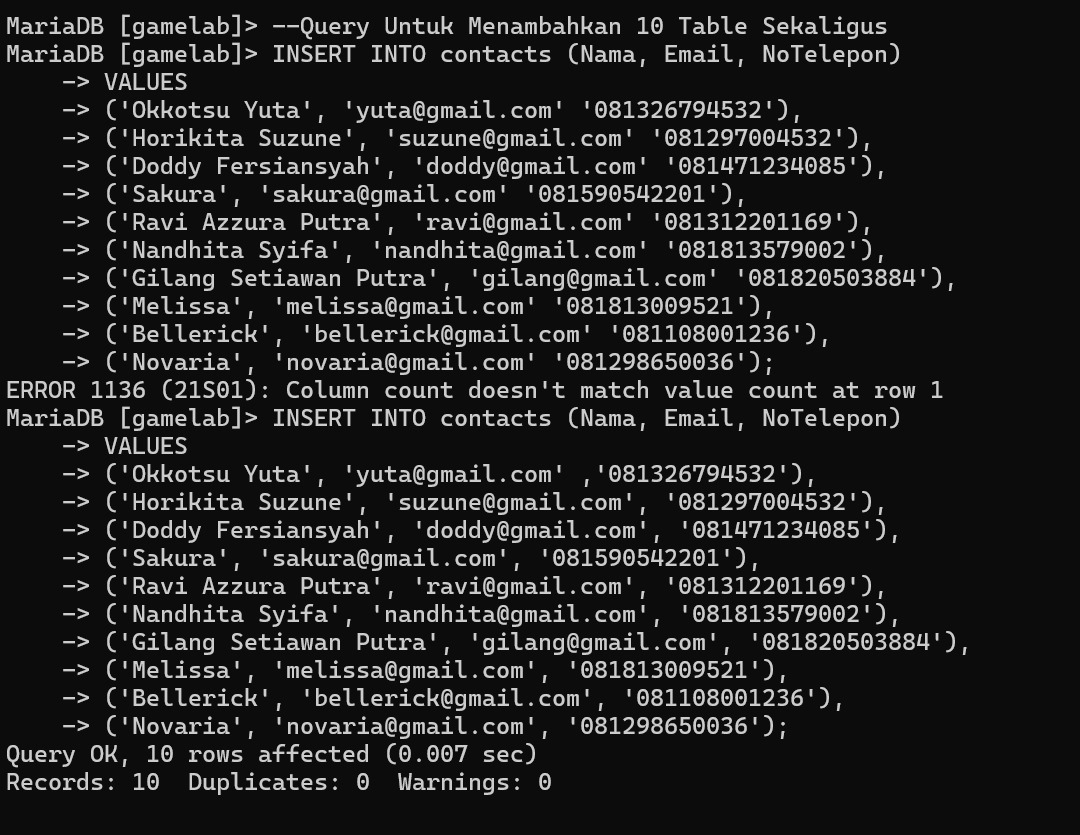 MariaDB [gamelab]> --Query Untuk Menambahkan 10 Table Sekaligus
MariaDB [gamelab]> INSERT INTO contacts (Nama, Email, NoTelepon)
    -> VALUES
    -> ('Okkotsu Yuta', 'yuta@gmail.com' '081326794532'),
    -> ('Horikita Suzune', 'suzune@gmail.com' '081297004532'),
    -> ('Doddy Fersiansyah', 'doddy@gmail.com' '081471234085'),
    -> ('Sakura', 'sakura@gmail.com' '081590542201'),
    -> ('Ravi Azzura Putra', 'ravi@gmail.com' '081312201169'),
    -> ('Nandhita Syifa', 'nandhita@gmail.com' '081813579002'),
    -> ('Gilang Setiawan Putra', 'gilang@gmail.com' '081820503884'),
    -> ('Melissa', 'melissa@gmail.com' '081813009521'),
    -> ('Bellerick', 'bellerick@gmail.com' '081108001236'),
    -> ('Novaria', 'novaria@gmail.com' '081298650036');
ERROR 1136 (21S01): Column count doesn't match value count at row 1
MariaDB [gamelab]> INSERT INTO contacts (Nama, Email, NoTelepon)
    -> VALUES
    -> ('Okkotsu Yuta', 'yuta@gmail.com' ,'081326794532'),
    -> ('Horikita Suzune', 'suzune@gmail.com', '081297004532'),
    -> ('Doddy Fersiansyah', 'doddy@gmail.com', '081471234085'),
    -> ('Sakura', 'sakura@gmail.com', '081590542201'),
    -> ('Ravi Azzura Putra', 'ravi@gmail.com', '081312201169'),
    -> ('Nandhita Syifa', 'nandhita@gmail.com', '081813579002'),
    -> ('Gilang Setiawan Putra', 'gilang@gmail.com', '081820503884'),
    -> ('Melissa', 'melissa@gmail.com', '081813009521'),
    -> ('Bellerick', 'bellerick@gmail.com', '081108001236'),
    -> ('Novaria', 'novaria@gmail.com', '081298650036');
Query OK, 10 rows affected (0.007 sec)
Records: 10  Duplicates: 0  Warnings: 0